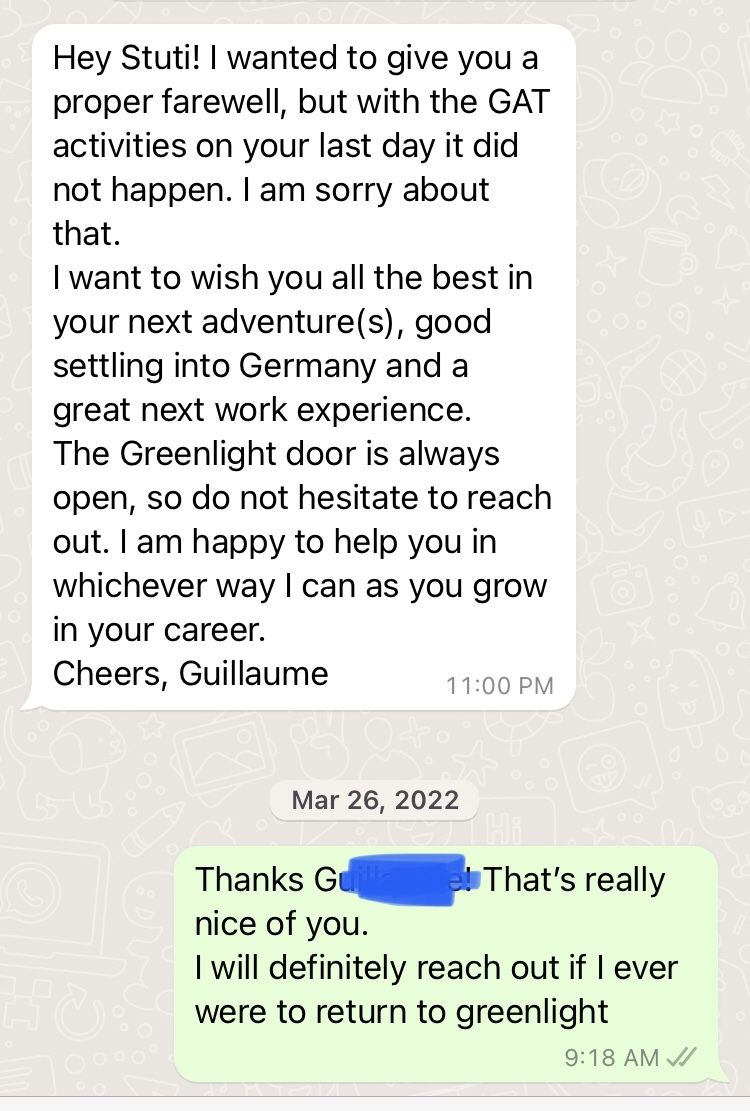 Hey Stuti! I wanted to give you a
proper farewell, but with the GAT
activities on your last day it did
not happen. I am sorry about
that.
I want to wish you all the best in
your next adventure(s), good
settling into Germany and a
great next work experience.
The Greenlight door is always
open, so do not hesitate to reach
out. I am happy to help you in
whichever way I can as you grow
in your career.
Cheers, Guillaume
11:00 PM
Mar 26, 2022
Thanks That's really
nice of you.
I will definitely reach out if I ever
were to return to greenlight
9:18 AM